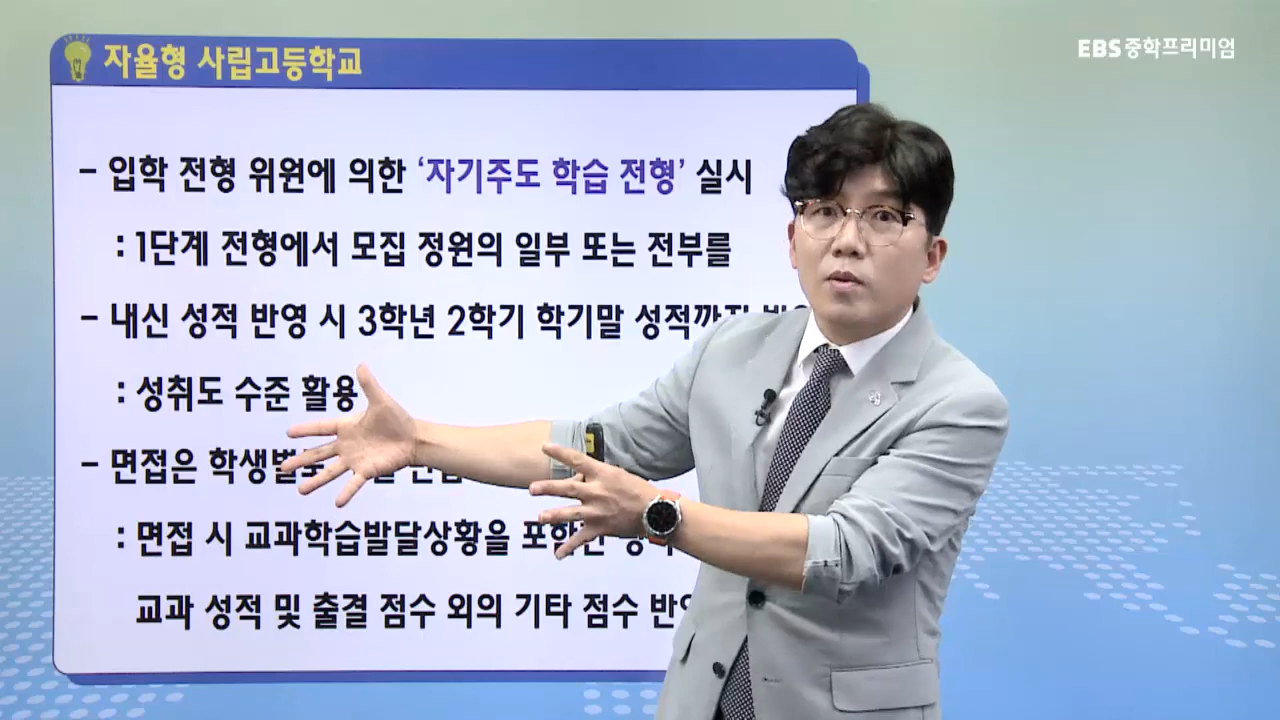 자율형 사립고등학교
EBS 중학프리미엄
- 입학 전형 위원에 의한 ‘자기주도 학습 전형’ 실시
: 1단계 전형에서 모집 정원의 일부 또는 전부를
- 내신 성적 반영 시 3학년 2학기 학기말 성적까지
: 성취도 수준 활용
- 면접은 학생별로
: 면접 시 교과학습발달상황을 포함한
교과 성적 및 출결 점수 외의 기타 점수